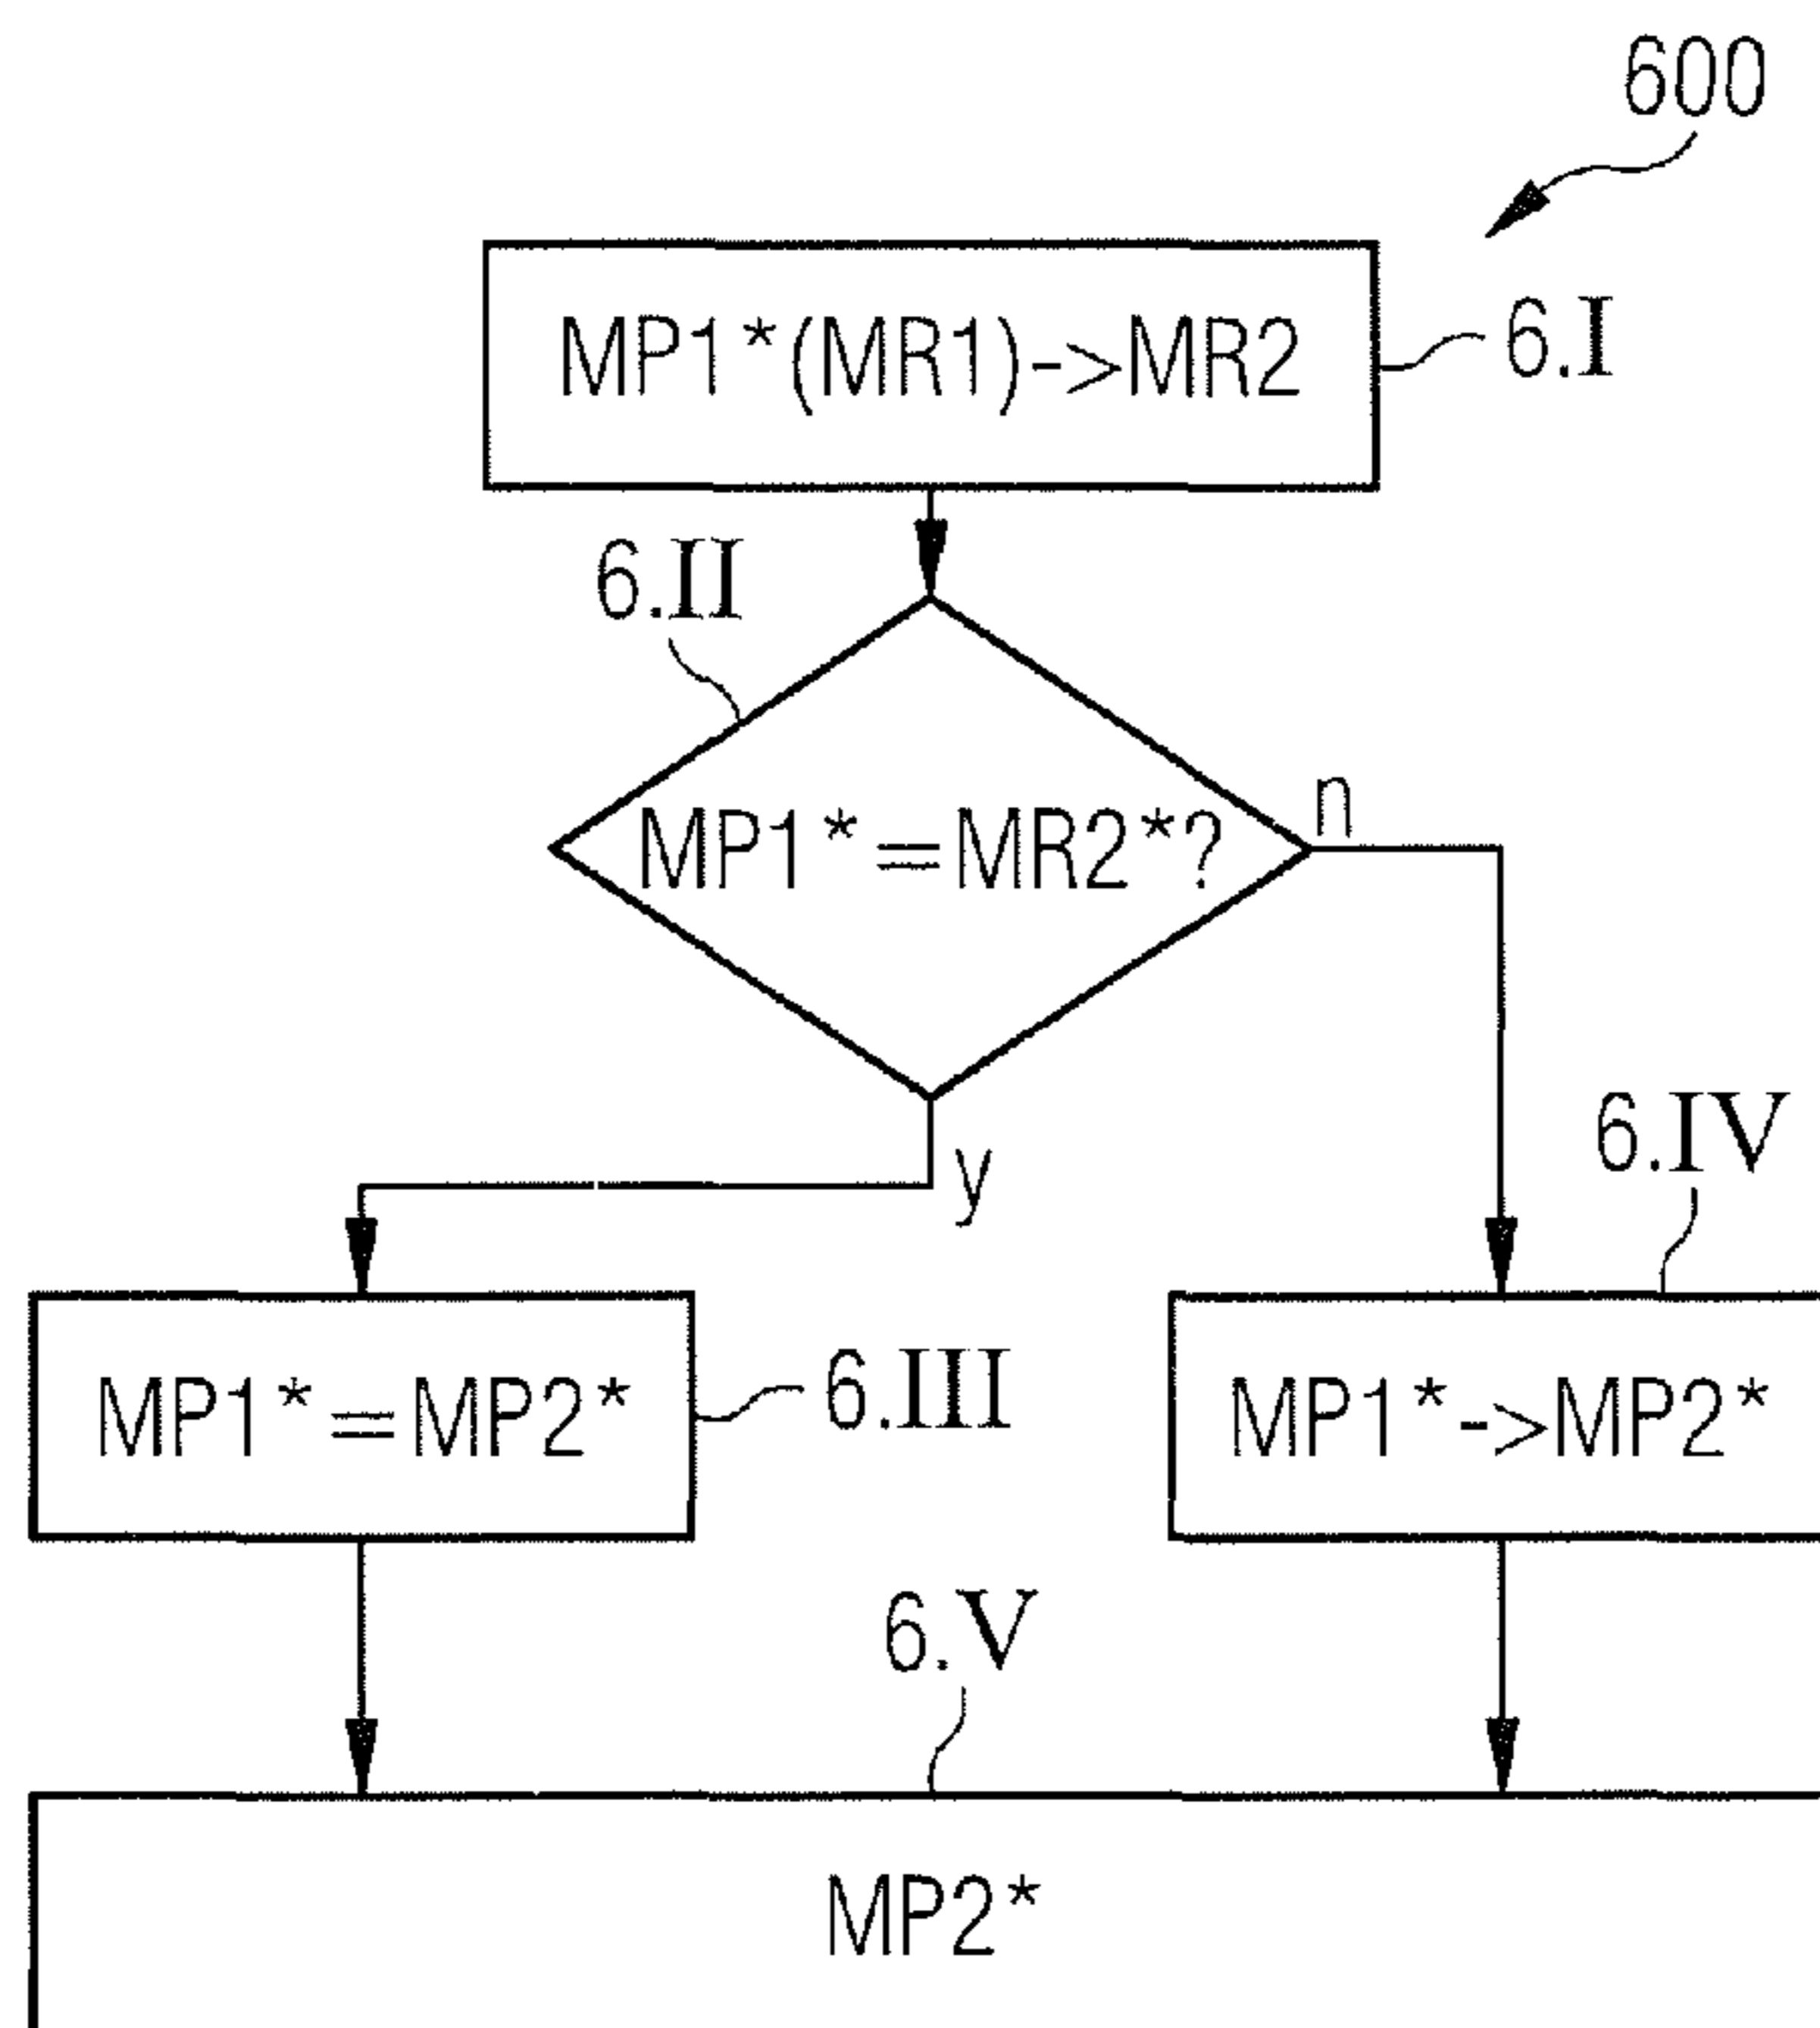 600
MP1*(MR1)->MR2
6.I
6.II
MP1*=MR2*?
n
y
6.IV
MP1*=MP2*
6.III
MP1*->MP2*
6.V
MP2*